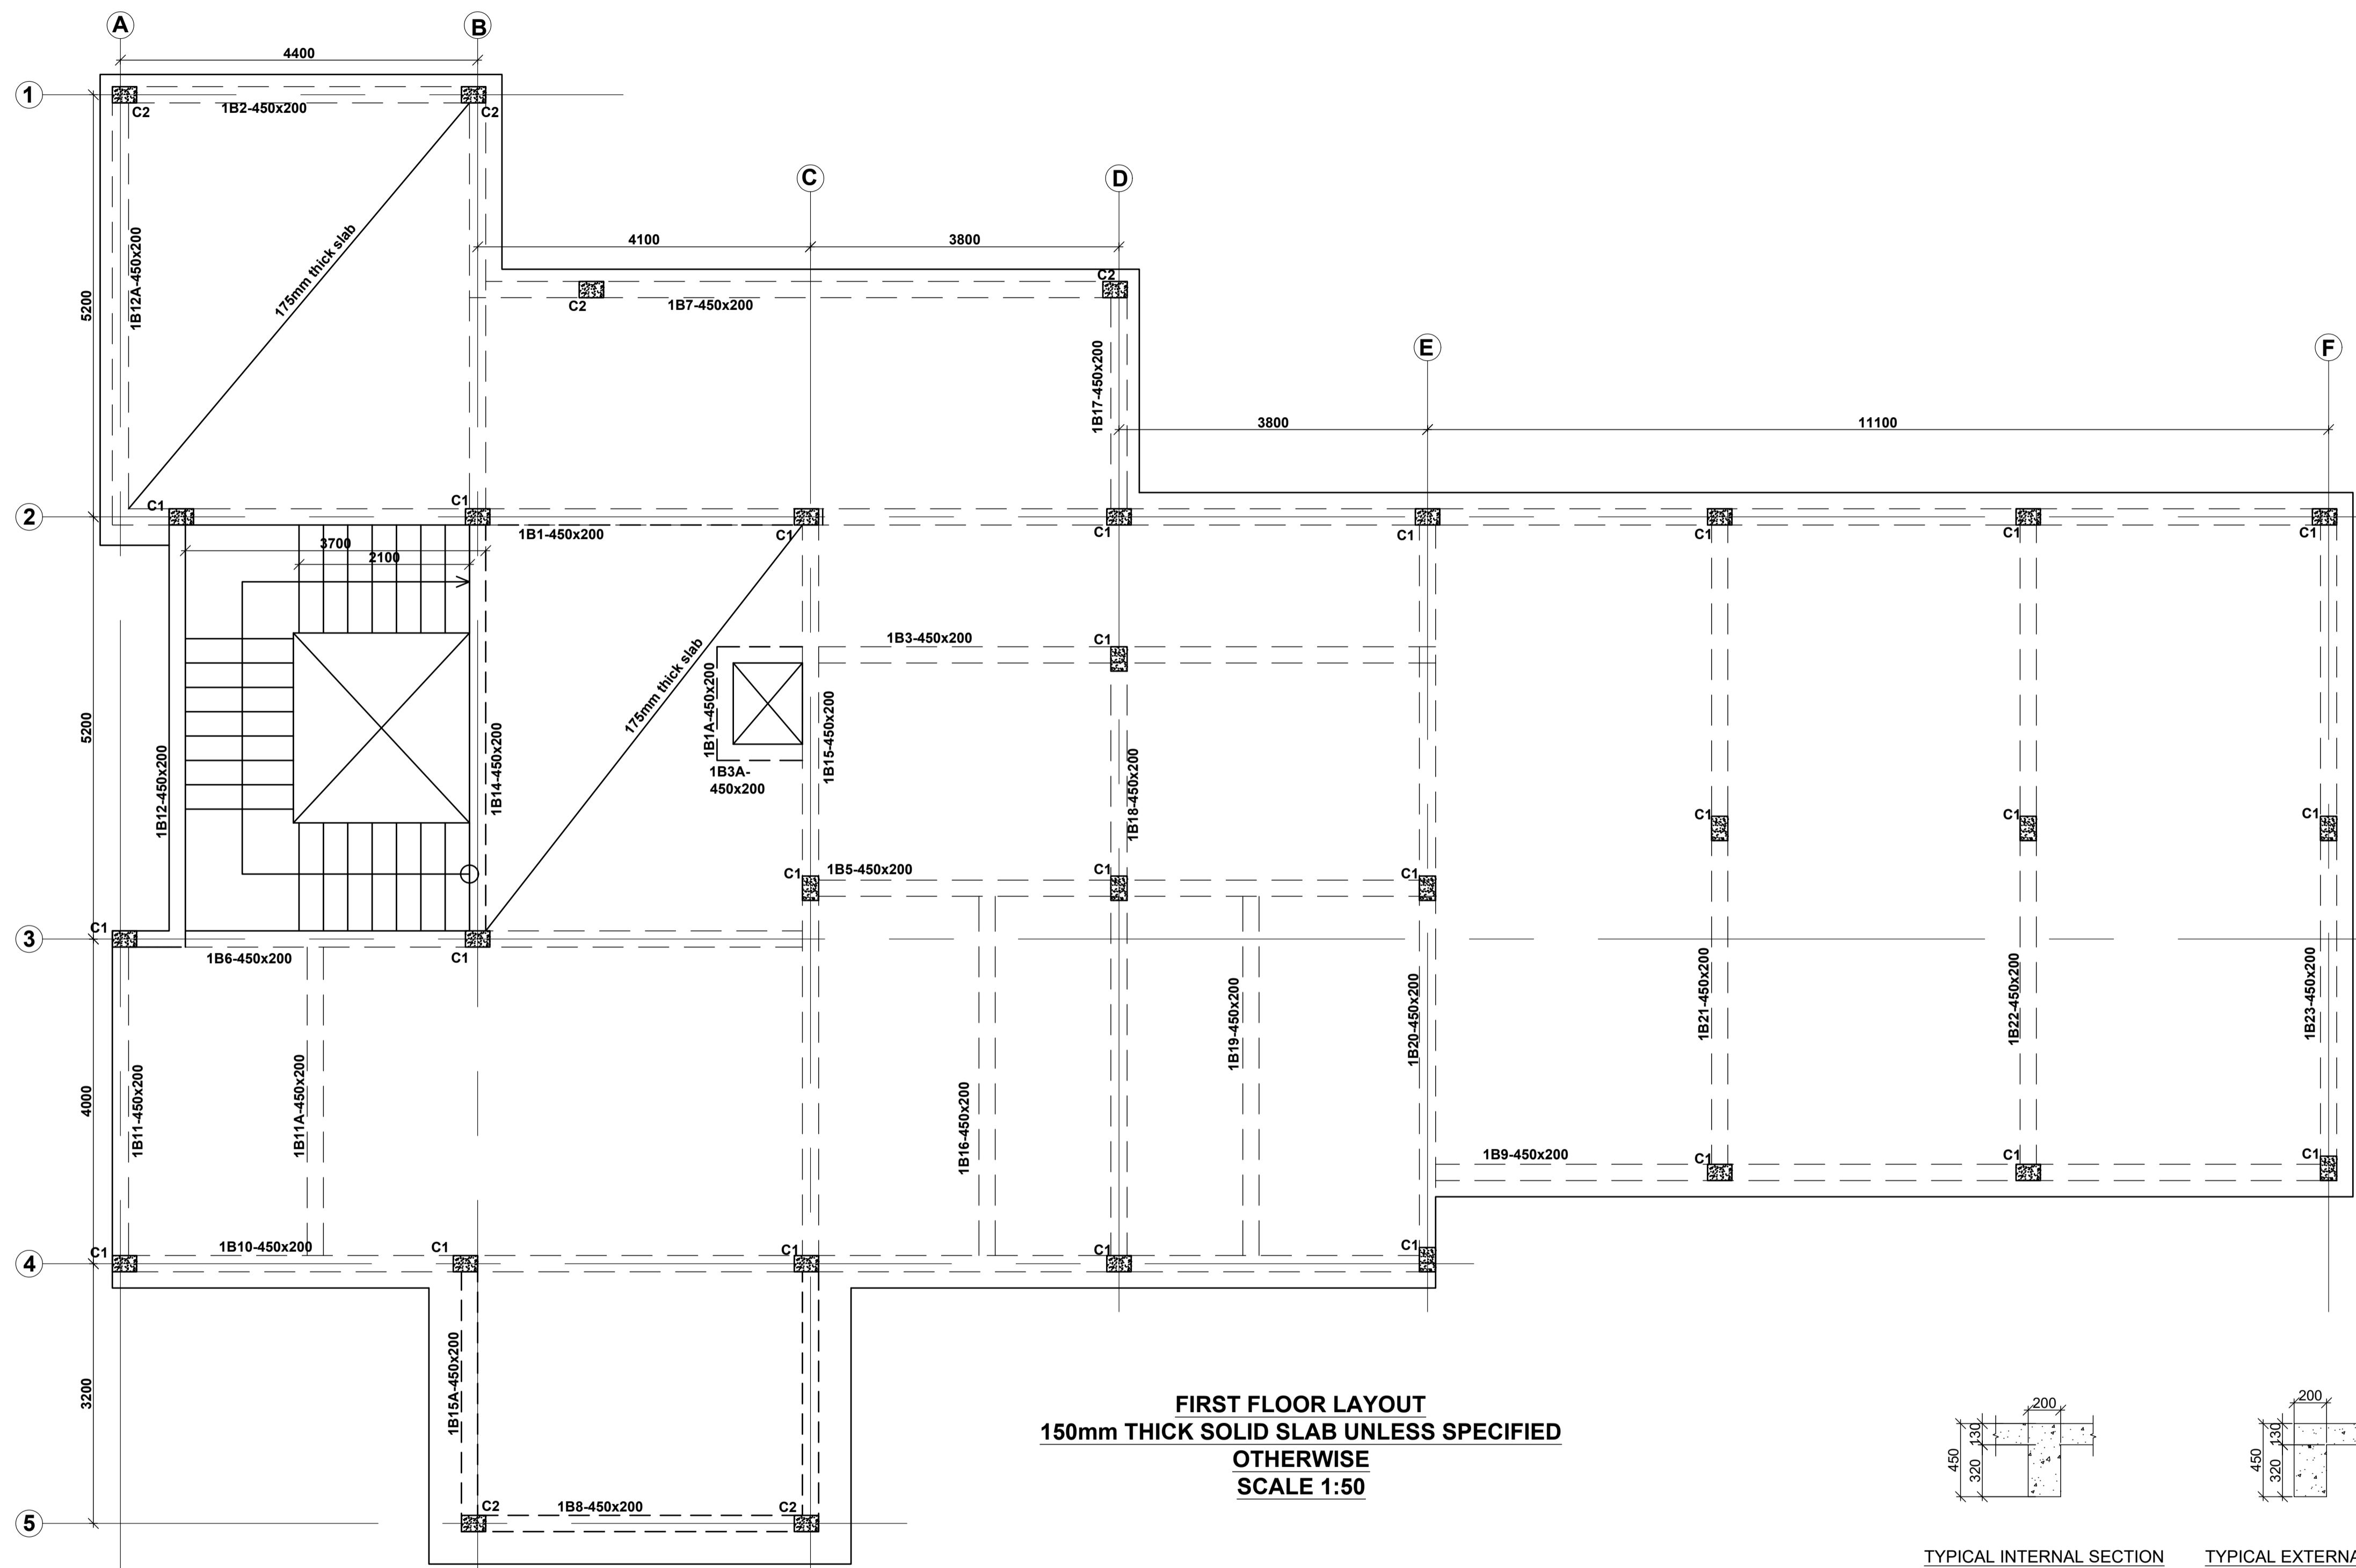 A
B
4400
1
1B2-450x200
C2
C2
C
D
175mm thick slab
1B12A-450x200
5200
4100
3800
C2
C2
1B7-450x200
1B17-450x200
E
F
3800
11100
2
C1
C1
1B1-450x200
C1
C1
C1
C1
C1
C1
3700
2100
175mm thick slab
1B3-450x200
C1
1B1A-450x200
1B15-450x200
1B3A-
450x200
5200
1B12-450x200
1B14-450x200
1B18-450x200
C1
C1
C1
C1
1B5-450x200
C1
C1
3
C1
1B6-450x200
C1
1B21-450x200
1B22-450x200
1B23-450x200
1B20-450x200
1B19-450x200
1B16-450x200
4000
1B11-450x200
1B11A-450x200
1B9-450x200
C1
C1
C1
4
C1
1B10-450x200
C1
C1
C1
C1
3200
1B15A-450x200
5
C2
1B8-450x200
C2
FIRST FLOOR LAYOUT
150mm THICK SOLID SLAB UNLESS SPECIFIED
OTHERWISE
SCALE 1:50
200
450
130
320
TYPICAL INTERNAL SECTION
200
450
130
320
TYPICAL